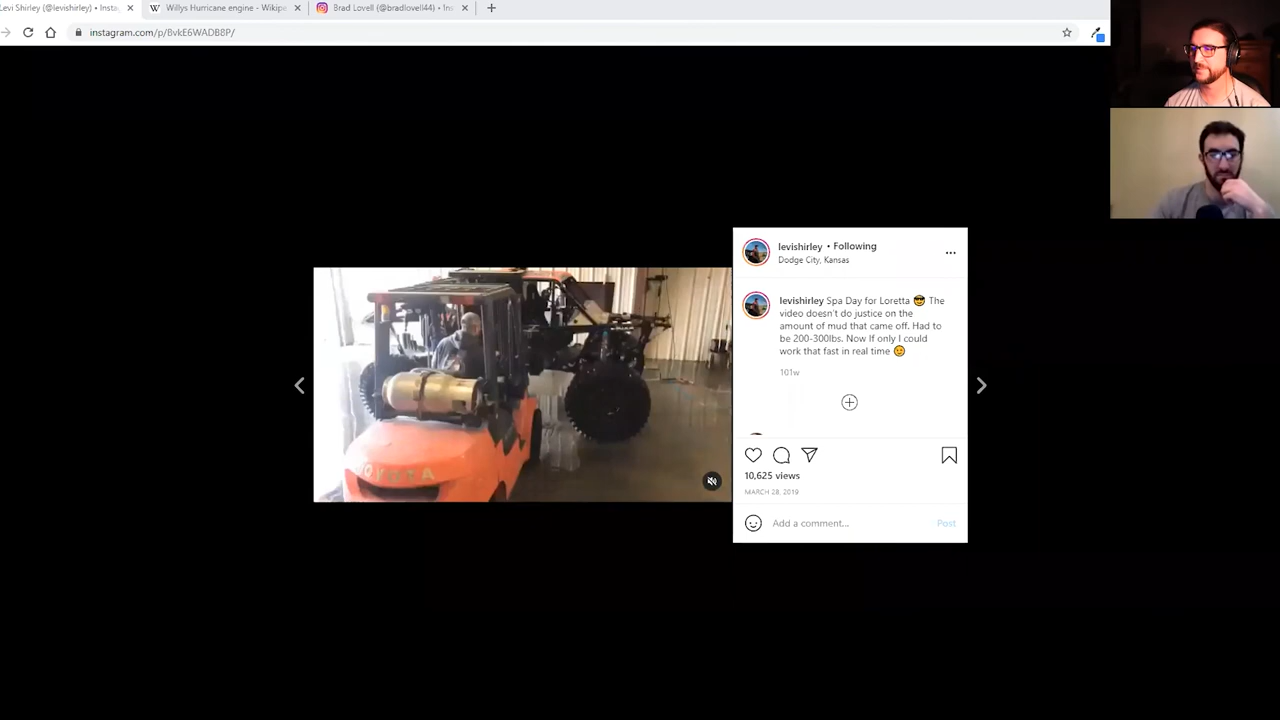 Levi Shirley (@levishirley) • Insta
Willys Hurricane engine - Wikipe
Brad Lovell (@bradlovell44) • In
instagram.com/p/BvkE6WADB8P/
levishirley • Following
Dodge City, Kansas
levishirley Spa Day for Loretta 😎 The
video doesn't do justice on the
amount of mud that came off. Had to
be 200-300lbs. Now If only I could
work that fast in real time 🙃
101w
TOYOTA
10,625 views
MARCH 28, 2019
Add a comment...
Post